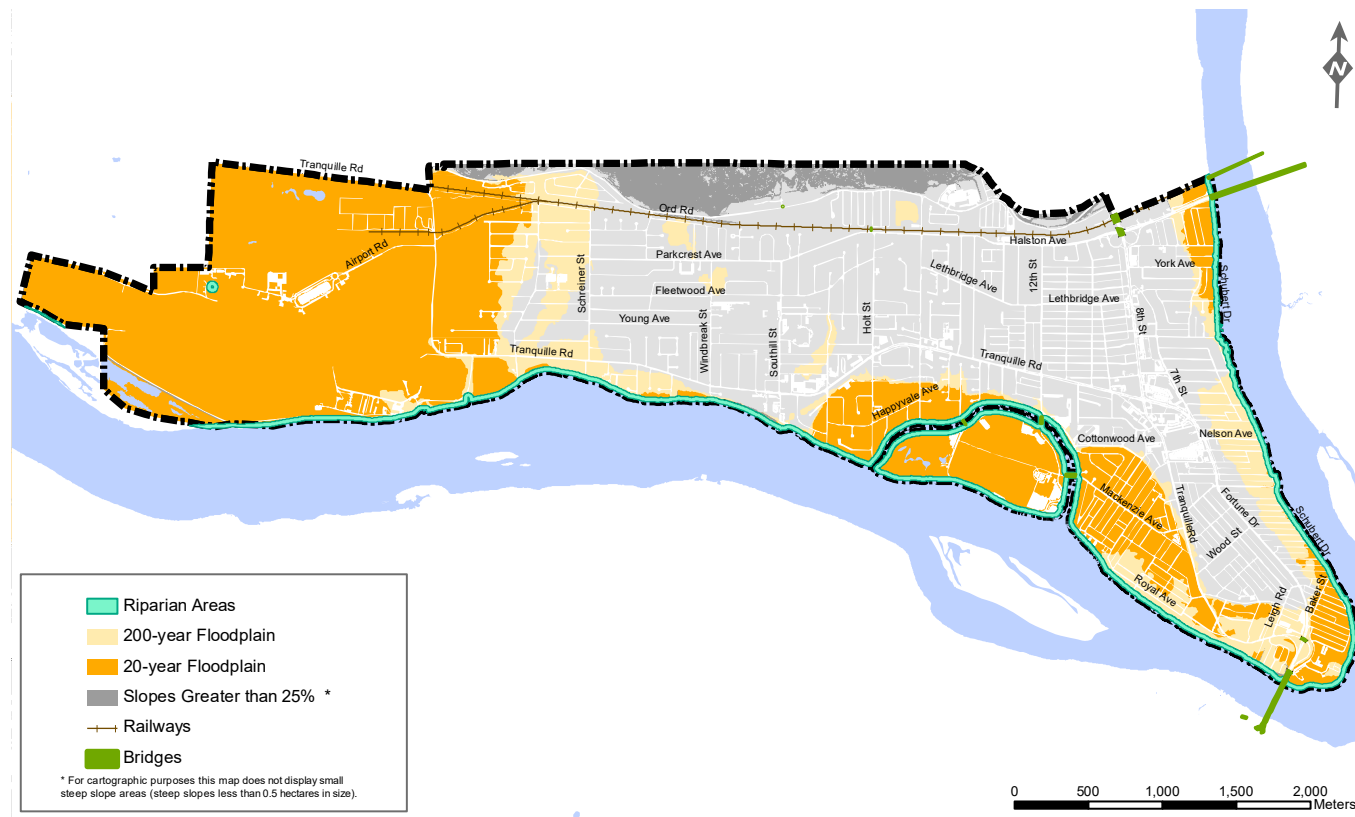 N
Tranquille Rd
Ord Rd
Halston Ave
Airport Rd
Parkcrest Ave
Schreiner St
Fleetwood Ave
Young Ave
Windbreak St
Southill St
Holt St
Lethbridge Ave
12th St
Lethbridge Ave
York Ave
Schubert Dr
8th St
Tranquille Rd
Tranquille Rd
7th St
Happyvale Ave
Cottonwood Ave
Nelson Ave
Mackenzie Ave
TranquilleRd
Fortune Dr
Wood St
Schubert Dr
Royal Ave
Leigh Rd
Baker St
Riparian Areas
200-year Floodplain
20-year Floodplain
Slopes Greater than 25% *
Railways
Bridges
* For cartographic purposes this map does not display small
steep slope areas (steep slopes less than 0.5 hectares in size).
0 500 1,000 1,500 2,000
Meters